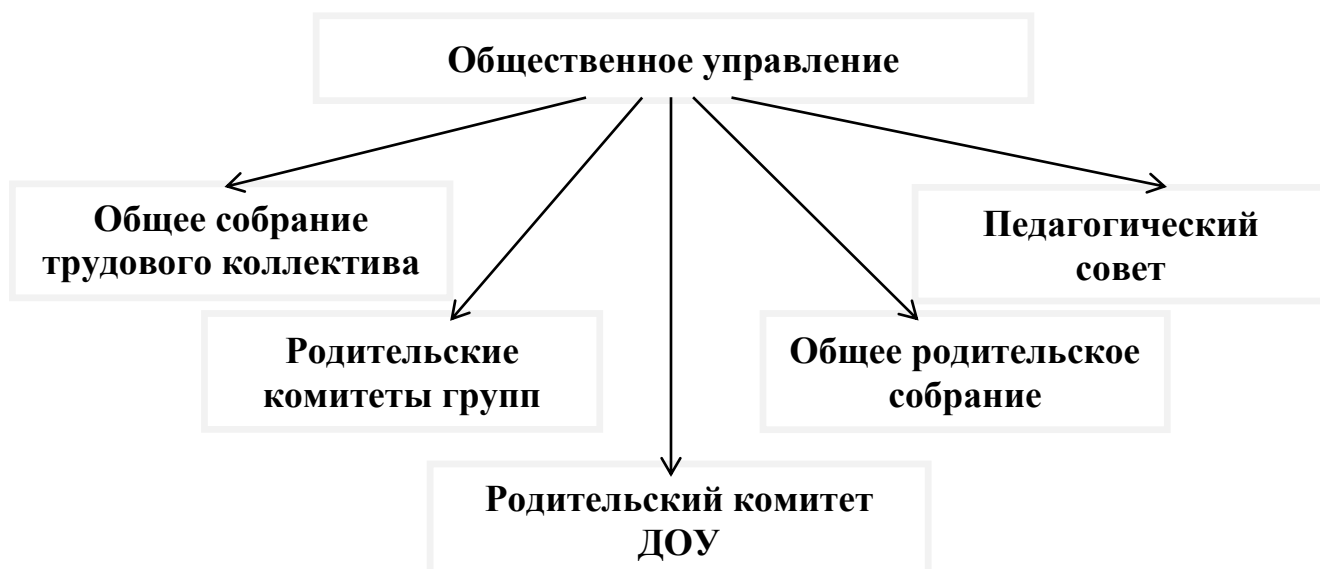 Общественное управление
Общее собрание
трудового коллектива
Педагогический
совет
Родительские
комитеты групп
Общее родительское
собрание
Родительский комитет
ДОУ